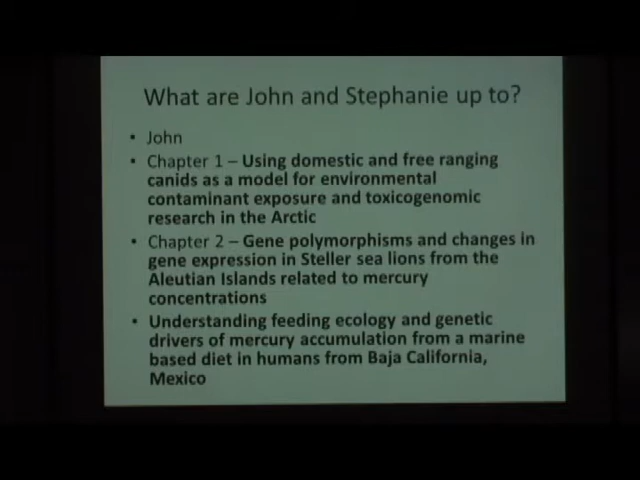 What are John and Stephanie up to?
• John
• Chapter 1 – Using domestic and free ranging
canids as a model for environmental
contaminant exposure and toxicogenomic
research in the Arctic
• Chapter 2 – Gene polymorphisms and changes in
gene expression in Steller sea lions from the
Aleutian Islands related to mercury
concentrations
• Understanding feeding ecology and genetic
drivers of mercury accumulation from a marine
based diet in humans from Baja California,
Mexico